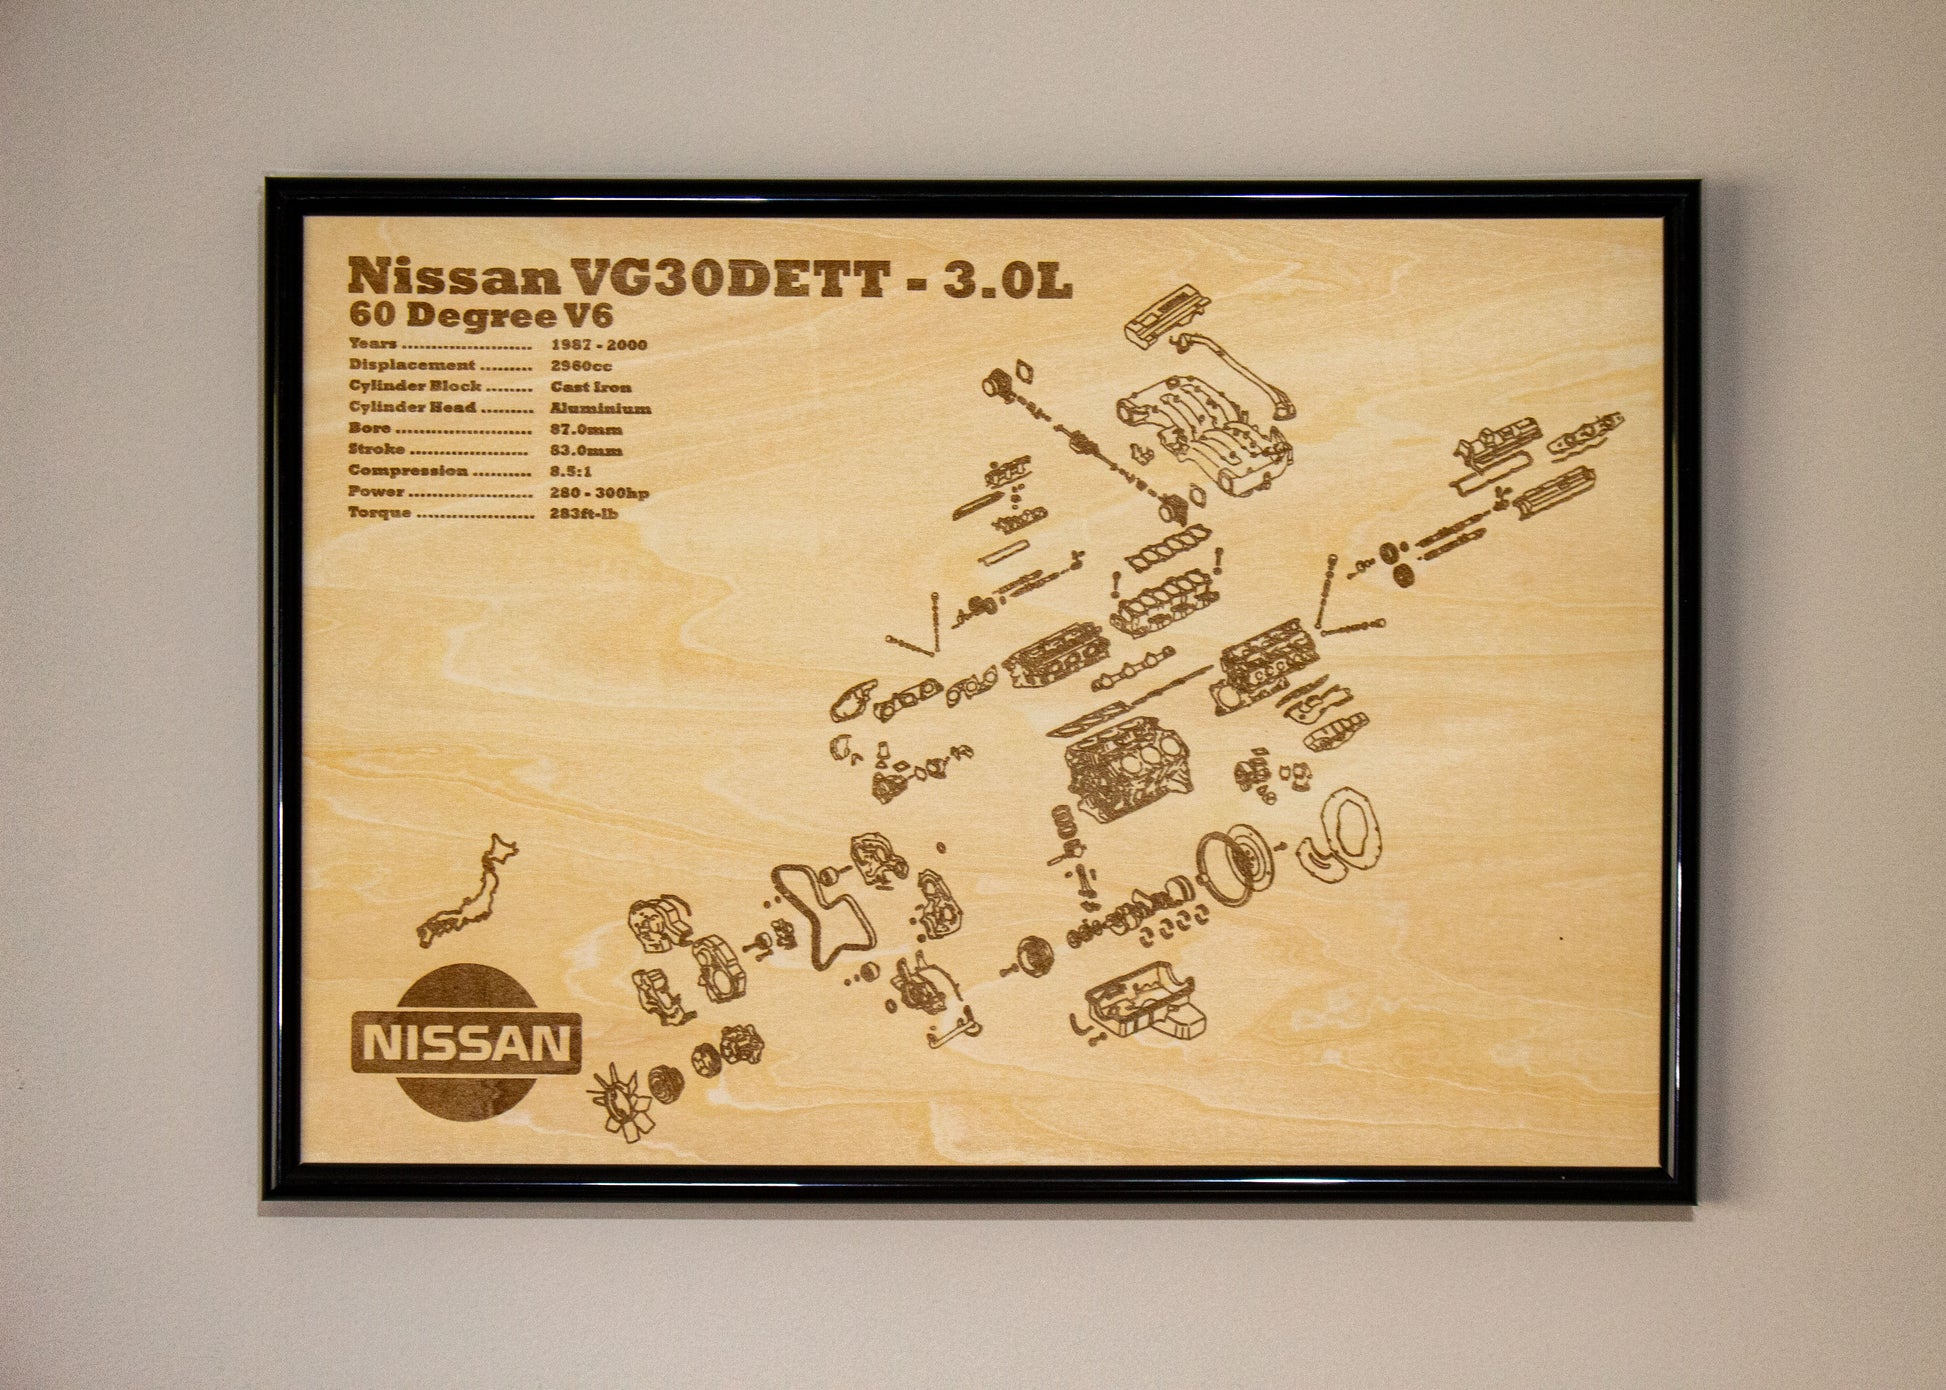 Nissan VG30DETT - 3.0L
60 Degree V6
Years ............................ 1987 - 2000
Displacement ........... 2960cc
Cylinder Block .......... Cast Iron
Cylinder Head ........... Aluminium
Bore .............................. 87.0mm
Stroke .......................... 83.0mm
Compression ............. 8.5:1
Power ........................... 280 - 300hp
Torque ......................... 283ft-lb
NISSAN